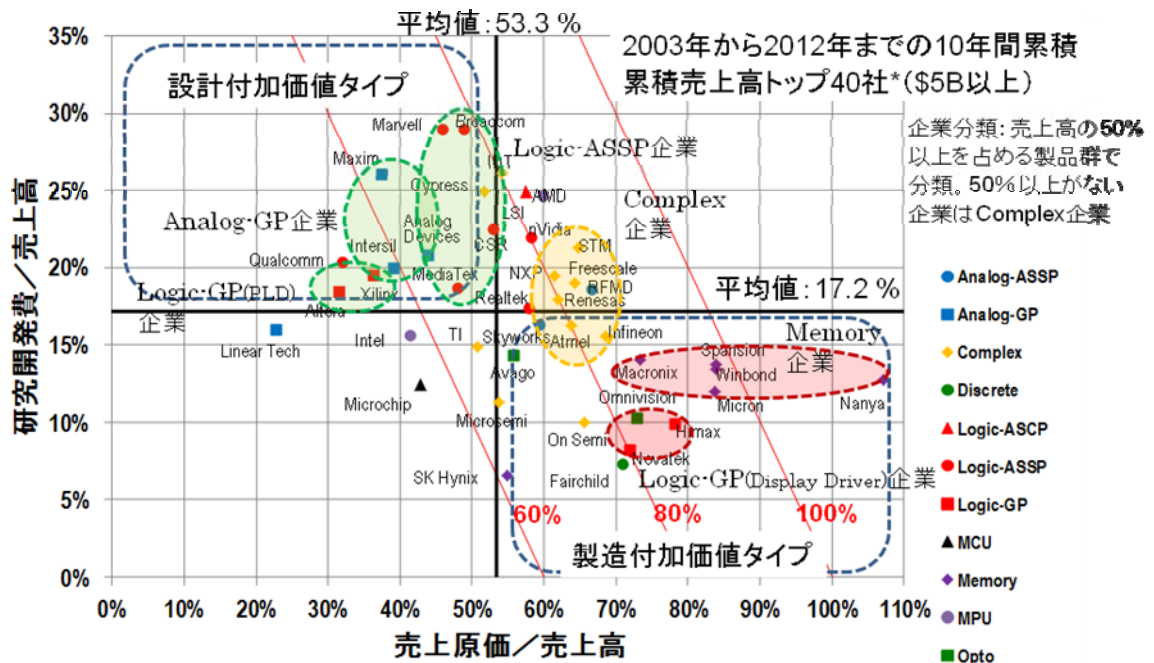 平均値：53.3 %
2003年から2012年までの10年間累積
累積売上高トップ40社*（$5B以上）
企業分類：売上高の50%
以上を占める製品群で
分類。50%以上がない
企業はComplex企業
設計付加価値タイプ
Marvell
Broadcom
Logic-ASSP企業
Maxim
Cypress
AMD
Complex
企業
LSI
Analog-GP企業
Analog
Devices
nVidia
Intersil
CSR
STM
Qualcomm
MediaTek
NXP
Freescale
RFMD
平均値：17.2 %
Logic-GP(PLD)
企業
Xilinx
Altera
Realtek
Renesas
Linear Tech
Intel
TI
Skyworks
Atmel
Infineon
Memory
企業
Spansion
Avago
Macronix
Winbond
Microchip
Microsemi
Omnivision
Micron
Nanya
On Semi
Himax
Novatek
SK Hynix
Fairchild
Logic-GP(Display Driver)企業
60%
80%
100%
製造付加価値タイプ
研究開発費／売上高
35%
30%
25%
20%
15%
10%
5%
0%
0%
10%
20%
30%
40%
50%
60%
70%
80%
90%
100%
110%
売上原価／売上高
Analog-ASSP
Analog-GP
Complex
Discrete
Logic-ASCP
Logic-ASSP
Logic-GP
MCU
Memory
MPU
Opto